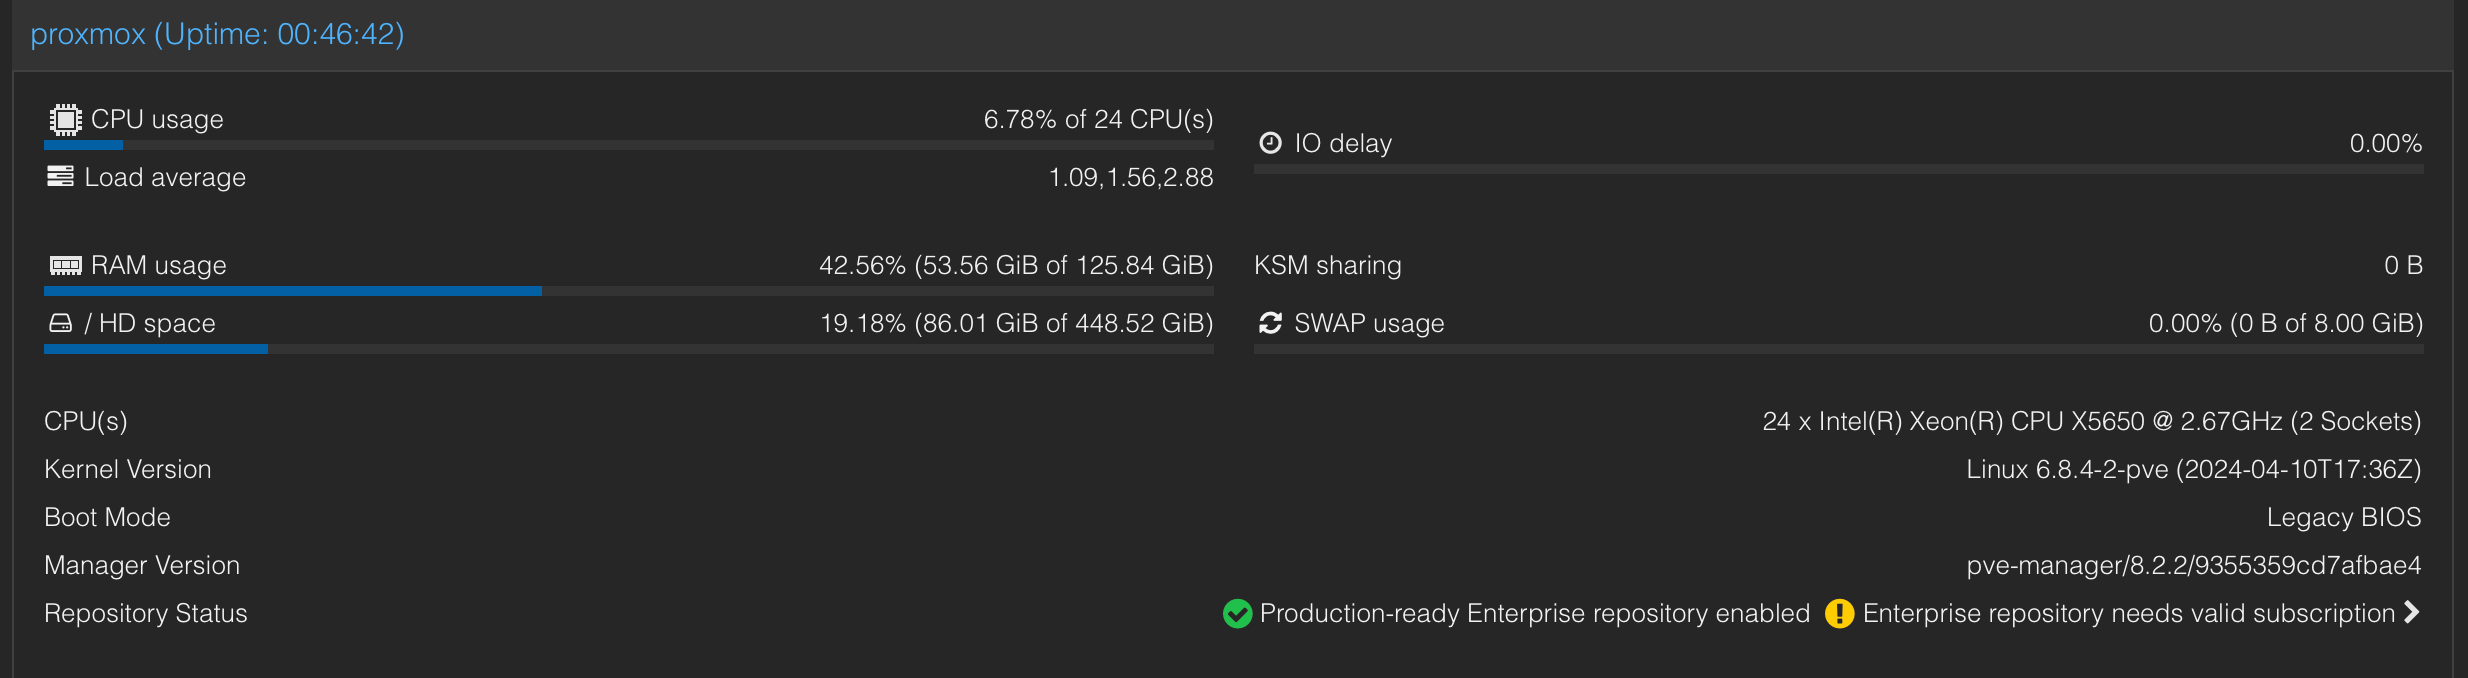 proxmox (Uptime: 00:46:42)
CPU usage 6.78% of 24 CPU(s)
IO delay 0.00%
Load average 1.09,1.56,2.88
RAM usage 42.56% (53.56 GiB of 125.84 GiB)
KSM sharing 0 B
/ HD space 19.18% (86.01 GiB of 448.52 GiB)
SWAP usage 0.00% (0 B of 8.00 GiB)
CPU(s) 24 x Intel(R) Xeon(R) CPU X5650 @ 2.67GHz (2 Sockets)
Kernel Version Linux 6.8.4-2-pve (2024-04-10T17:36Z)
Boot Mode Legacy BIOS
Manager Version pve-manager/8.2.2/9355359cd7afbae4
Repository Status Production-ready Enterprise repository enabled Enterprise repository needs valid subscription